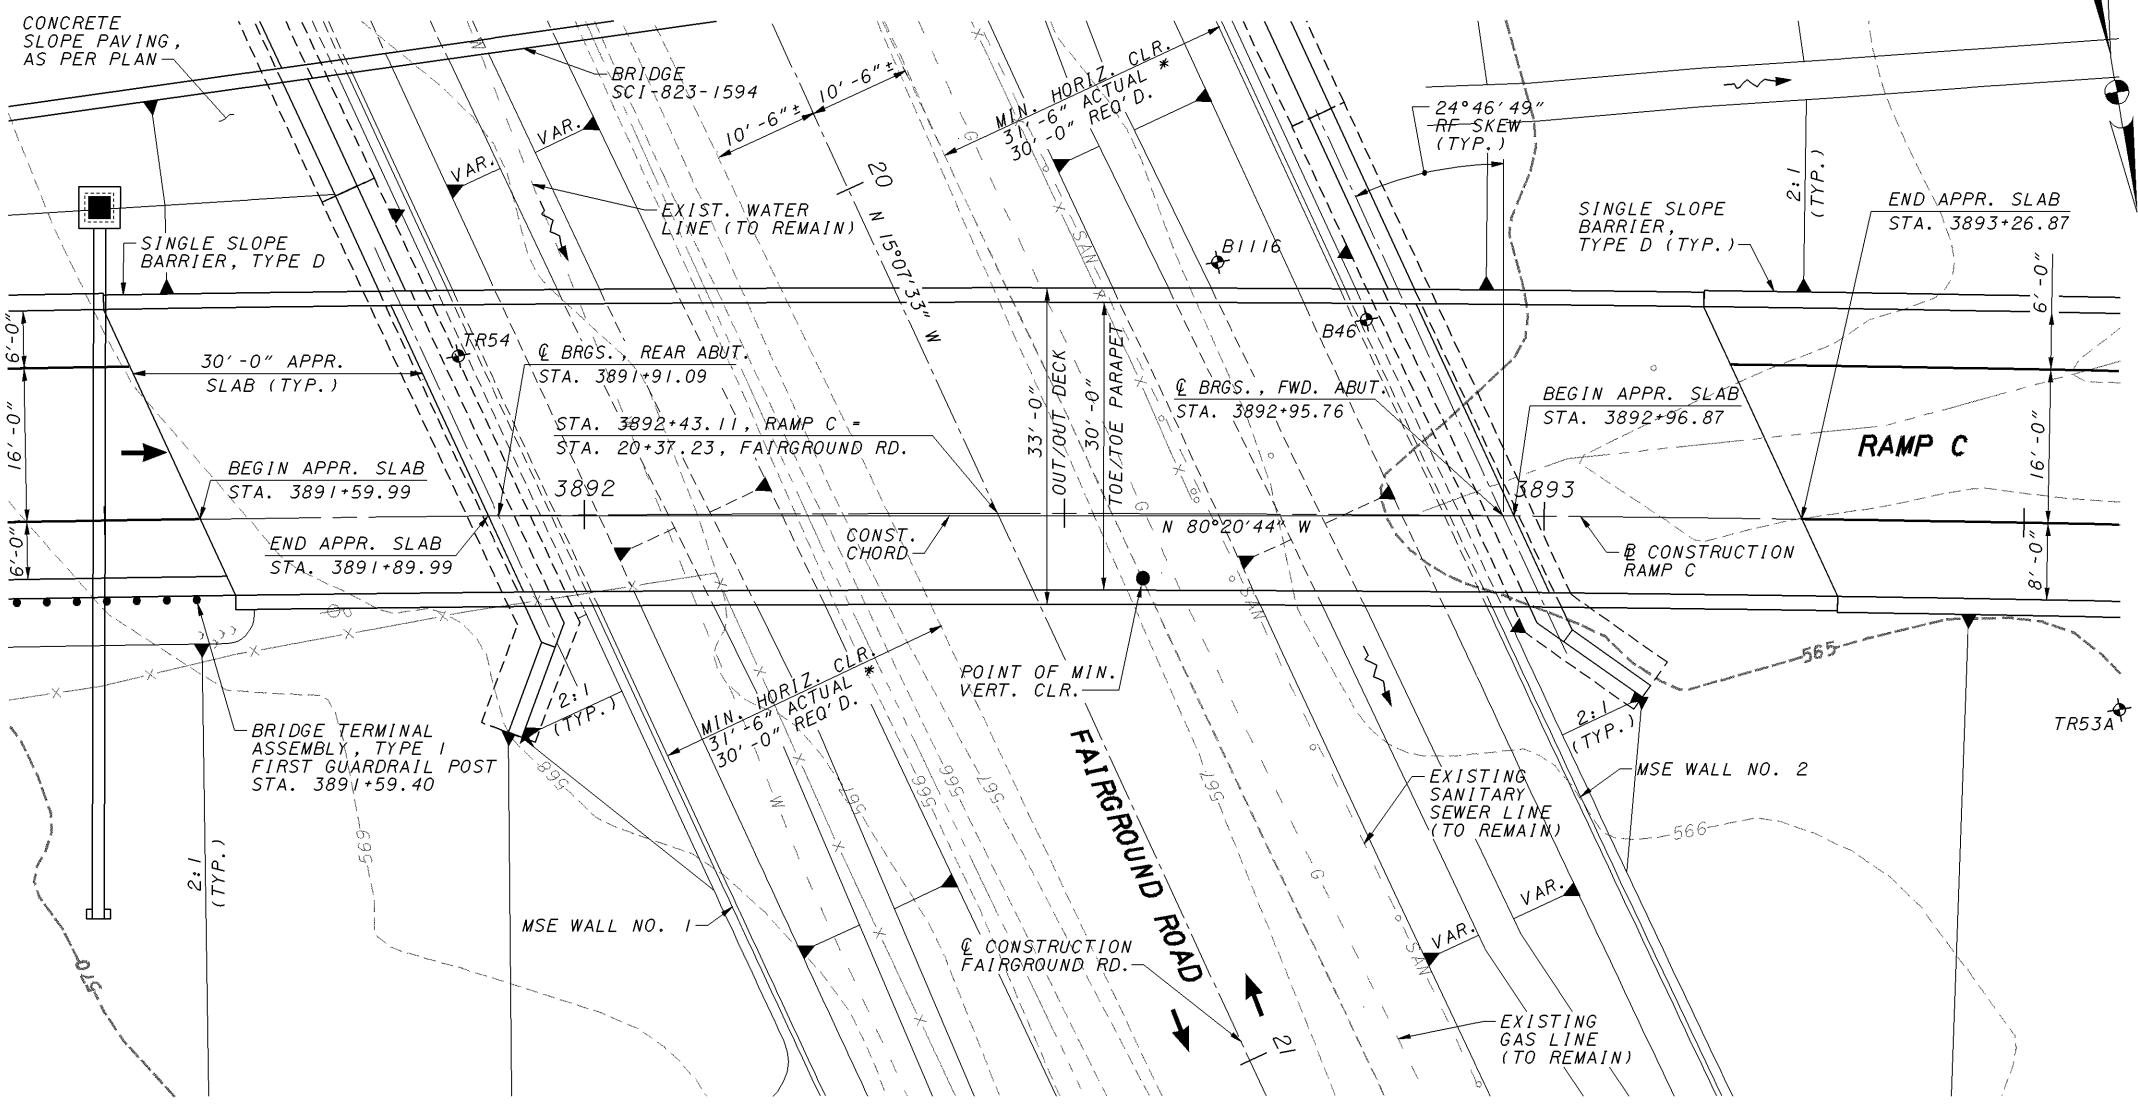 CONCRETE
SLOPE PAVING,
AS PER PLAN
BRIDGE
SCI-823-1594
10'-6"±
10'-6"±
MIN. HORIZ. CLR.
31'-6" ACTUAL *
30'-0" REQ'D.
24°46'49"
RF SKEW
(TYP.)
2:1
(TYP.)
VAR.
VAR.
W
G
X
20
N 15°07'33" W
EXIST. WATER
LINE (TO REMAIN)
SAN
B1116
SINGLE SLOPE
BARRIER,
TYPE D (TYP.)
END APPR. SLAB
STA. 3893+26.87
SINGLE SLOPE
BARRIER, TYPE D
6'-0"
16'-0"
6'-0"
30'-0" APPR.
SLAB (TYP.)
TR54
℄ BRGS., REAR ABUT.
STA. 3891+91.09
STA. 3892+43.11, RAMP C =
STA. 20+37.23, FAIRGROUND RD.
33'-0"
OUT/OUT DECK
30'-0"
TOE/TOE PARAPET
B46
℄ BRGS., FWD. ABUT.
STA. 3892+95.76
BEGIN APPR. SLAB
STA. 3892+96.87
6'-0"
16'-0"
8'-0"
RAMP C
BEGIN APPR. SLAB
STA. 3891+59.99
3892
3893
END APPR. SLAB
STA. 3891+89.99
CONST.
CHORD
G
N 80°20'44" W
℄ CONSTRUCTION
RAMP C
SAN
POINT OF MIN.
VERT. CLR.
MIN. HORIZ. CLR.
31'-6" ACTUAL *
30'-0" REQ'D.
2:1
(TYP.)
2:1
(TYP.)
565
TR53A
BRIDGE TERMINAL
ASSEMBLY, TYPE 1
FIRST GUARDRAIL POST
STA. 3891+59.40
568
W
567
566
566
567
567
FAIRGROUND ROAD
EXISTING
SANITARY
SEWER LINE
(TO REMAIN)
MSE WALL NO. 2
566
569
2:1
(TYP.)
570
MSE WALL NO. 1
℄ CONSTRUCTION
FAIRGROUND RD.
G
SAN
VAR.
VAR.
21
EXISTING
GAS LINE
(TO REMAIN)